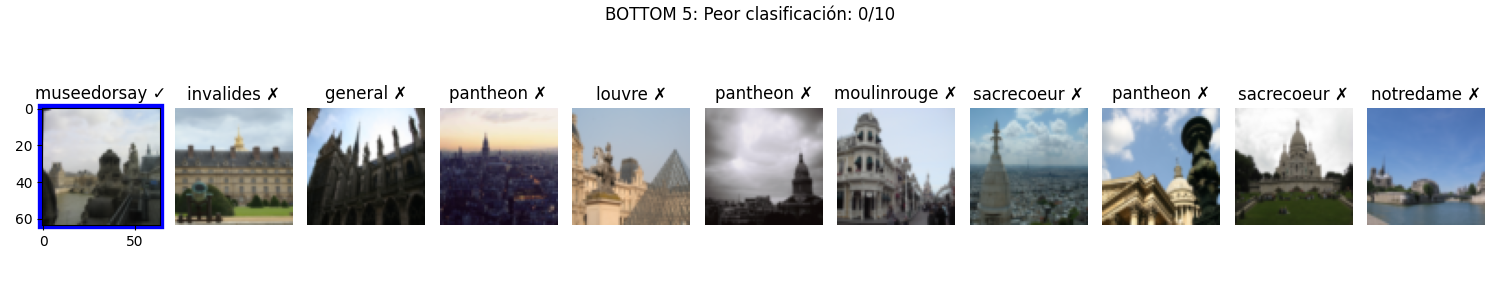 BOTTOM 5: Peor clasificación: 0/10
museedorsay ✓ invalides ✗ general ✗ pantheon ✗ louvre ✗ pantheon ✗ moulinrouge ✗ sacrecoeur ✗ pantheon ✗ sacrecoeur ✗ notredame ✗
0
20
40
60
0 50